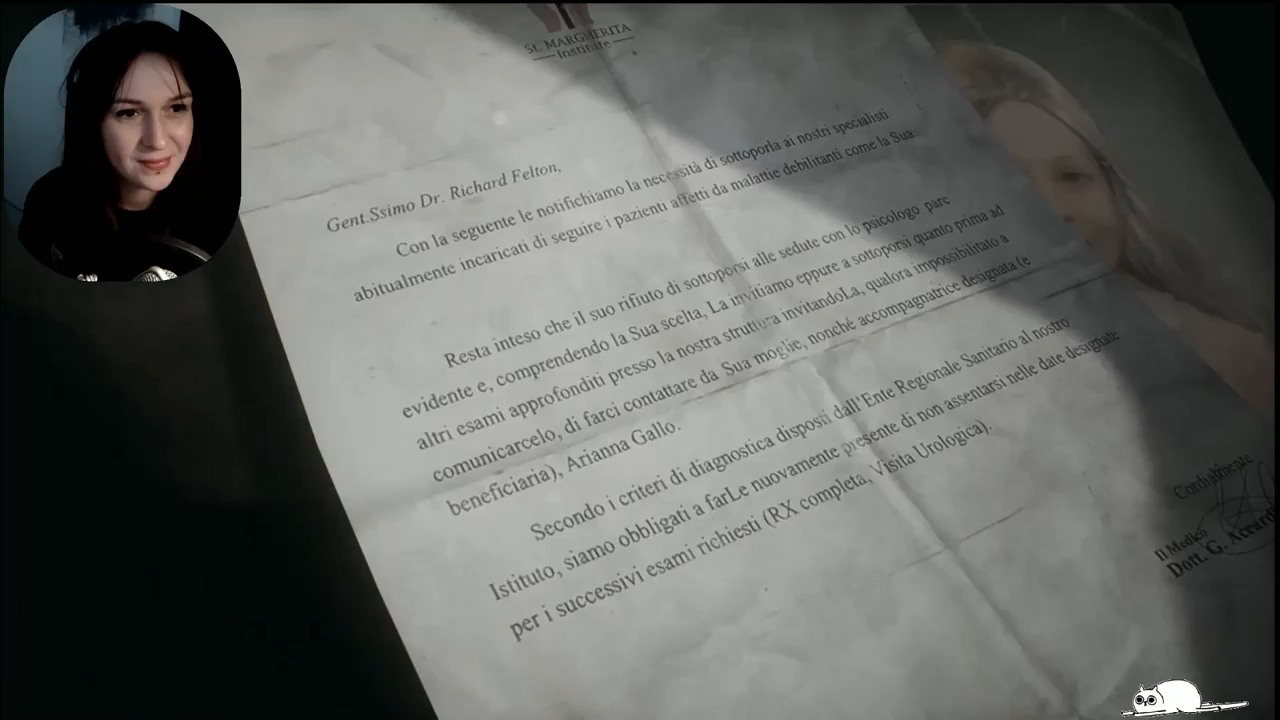 St. MARGHERITA
Institute
Gent.Ssimo Dr. Richard Felton,
Con la seguente le notifichiamo la necessità di sottoporla ai nostri specialisti
abitualmente incaricati di seguire i pazienti affetti da malattie debilitanti come la Sua
Resta inteso che il suo rifiuto di sottoporsi alle sedute con lo psicologo pare
evidente e, comprendendo la Sua scelta, La invitiamo eppure a sottoporsi quanto prima ad
altri esami approfonditi presso la nostra struttura invitandoLa, qualora impossibilitato a
comunicarcelo, di farci contattare da Sua moglie, nonché accompagnatrice designata (e
beneficiaria), Arianna Gallo.
Secondo i criteri di diagnostica disposti dall'Ente Regionale Sanitario al nostro
Istituto, siamo obbligati a farLe nuovamente presente di non assentarsi nelle date designate
per i successivi esami richiesti (RX completa, Visita Urologica).
Cordialmente
Il Medico
Dott. G.